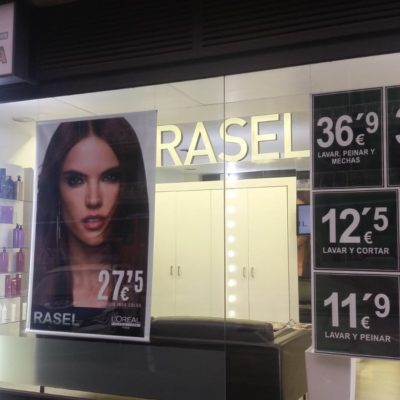 RASEL
27'5
€
RASEL
L'ORÉAL
36'9
€
LAVAR, PEINAR Y
MECHAS
12'5
€
LAVAR Y CORTAR
11'9
€
LAVAR Y PEINAR